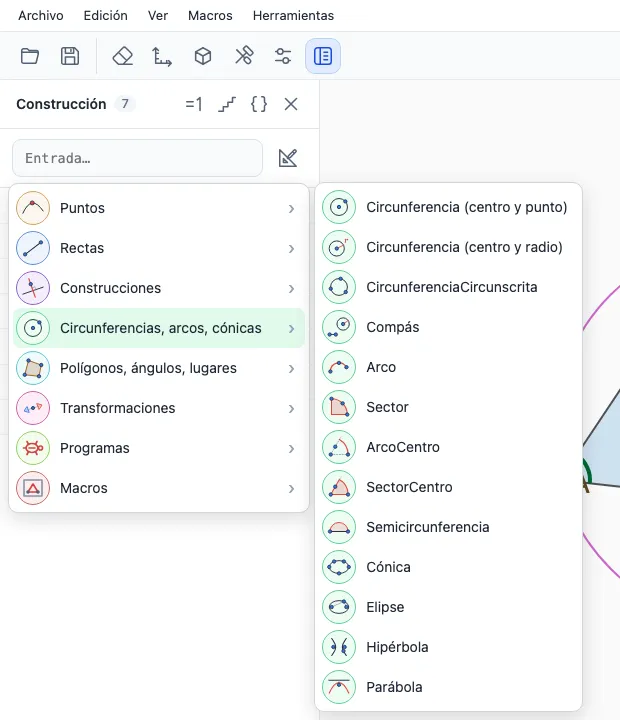 Archivo Edición Ver Macros Herramientas
Construcción 7 =1 {}
Entrada…
Puntos
Rectas
Construcciones
Circunferencias, arcos, cónicas
Polígonos, ángulos, lugares
Transformaciones
Programas
Macros
Circunferencia (centro y punto)
Circunferencia (centro y radio)
CircunferenciaCircunscrita
Compás
Arco
Sector
ArcoCentro
SectorCentro
Semicircunferencia
Cónica
Elipse
Hipérbola
Parábola